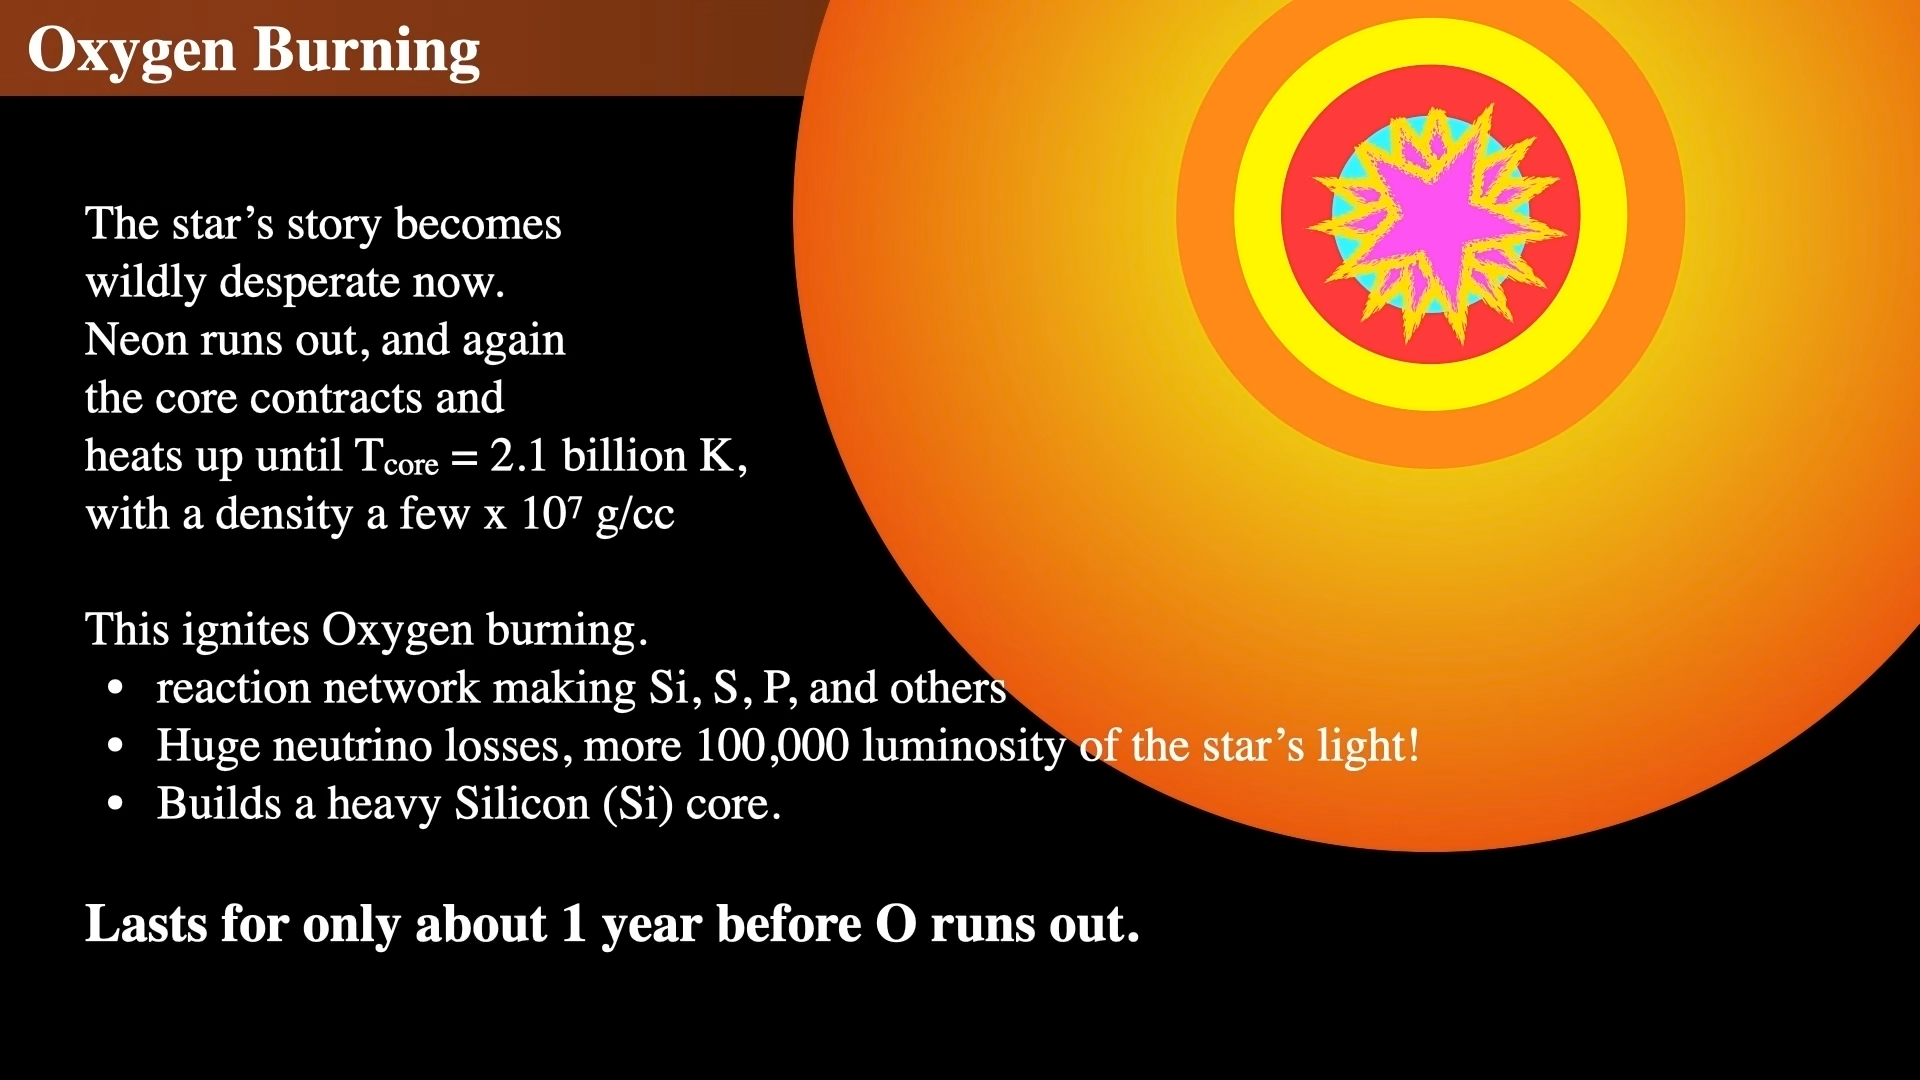 Oxygen Burning
The star’s story becomes
wildly desperate now.
Neon runs out, and again
the core contracts and
heats up until Tcore = 2.1 billion K,
with a density a few x 10⁷ g/cc
This ignites Oxygen burning.
• reaction network making Si, S, P, and others
• Huge neutrino losses, more 100,000 luminosity of the star’s light!
• Builds a heavy Silicon (Si) core.
Lasts for only about 1 year before O runs out.